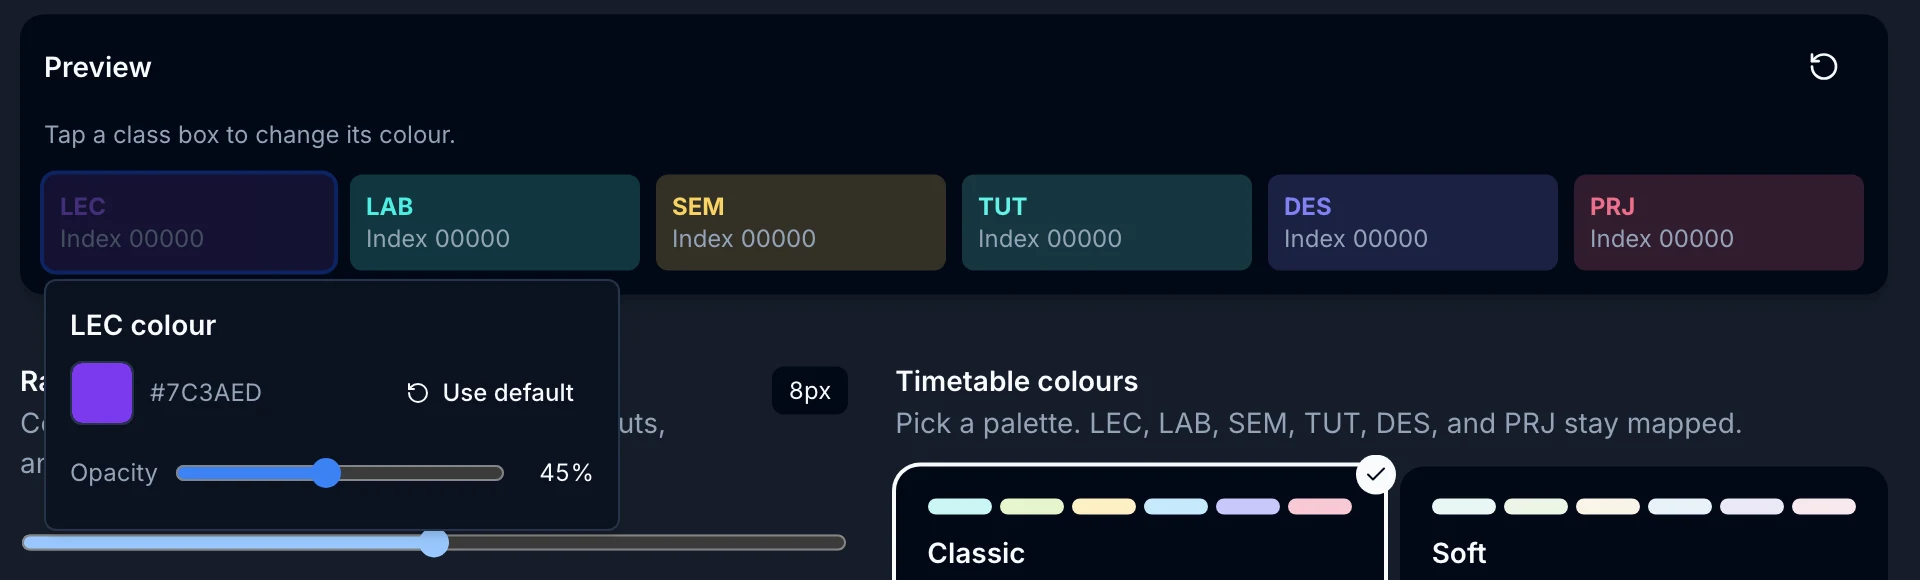 Preview
Tap a class box to change its colour.
LEC
Index 00000
LAB
Index 00000
SEM
Index 00000
TUT
Index 00000
DES
Index 00000
PRJ
Index 00000
LEC colour
#7C3AED
Use default
Opacity
45%
8px
uts,
Timetable colours
Pick a palette. LEC, LAB, SEM, TUT, DES, and PRJ stay mapped.
Classic
Soft